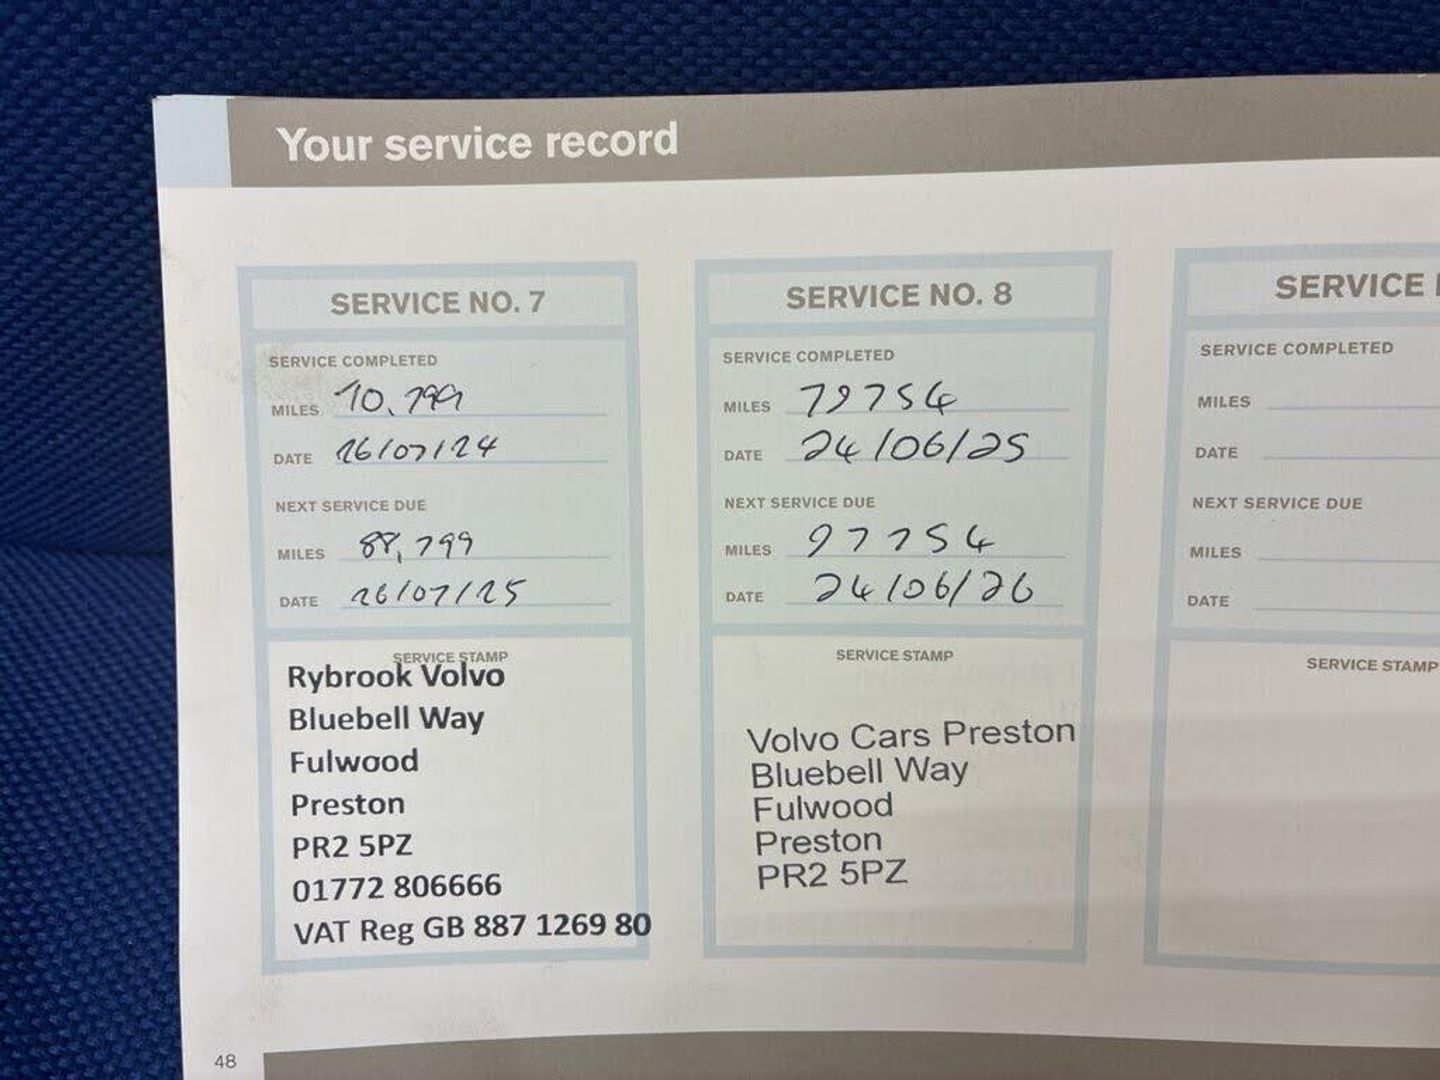 Your service record
SERVICE NO. 7
SERVICE COMPLETED
MILES 70,799
DATE 26/07/24
NEXT SERVICE DUE
MILES 88,799
DATE 26/07/25
SERVICE STAMP
Rybrook Volvo
Bluebell Way
Fulwood
Preston
PR2 5PZ
01772 806666
VAT Reg GB 887 1269 80
SERVICE NO. 8
SERVICE COMPLETED
MILES 79754
DATE 24/06/25
NEXT SERVICE DUE
MILES 97754
DATE 24/06/26
SERVICE STAMP
Volvo Cars Preston
Bluebell Way
Fulwood
Preston
PR2 5PZ
SERVICE
SERVICE COMPLETED
MILES
DATE
NEXT SERVICE DUE
MILES
DATE
SERVICE STAMP
48